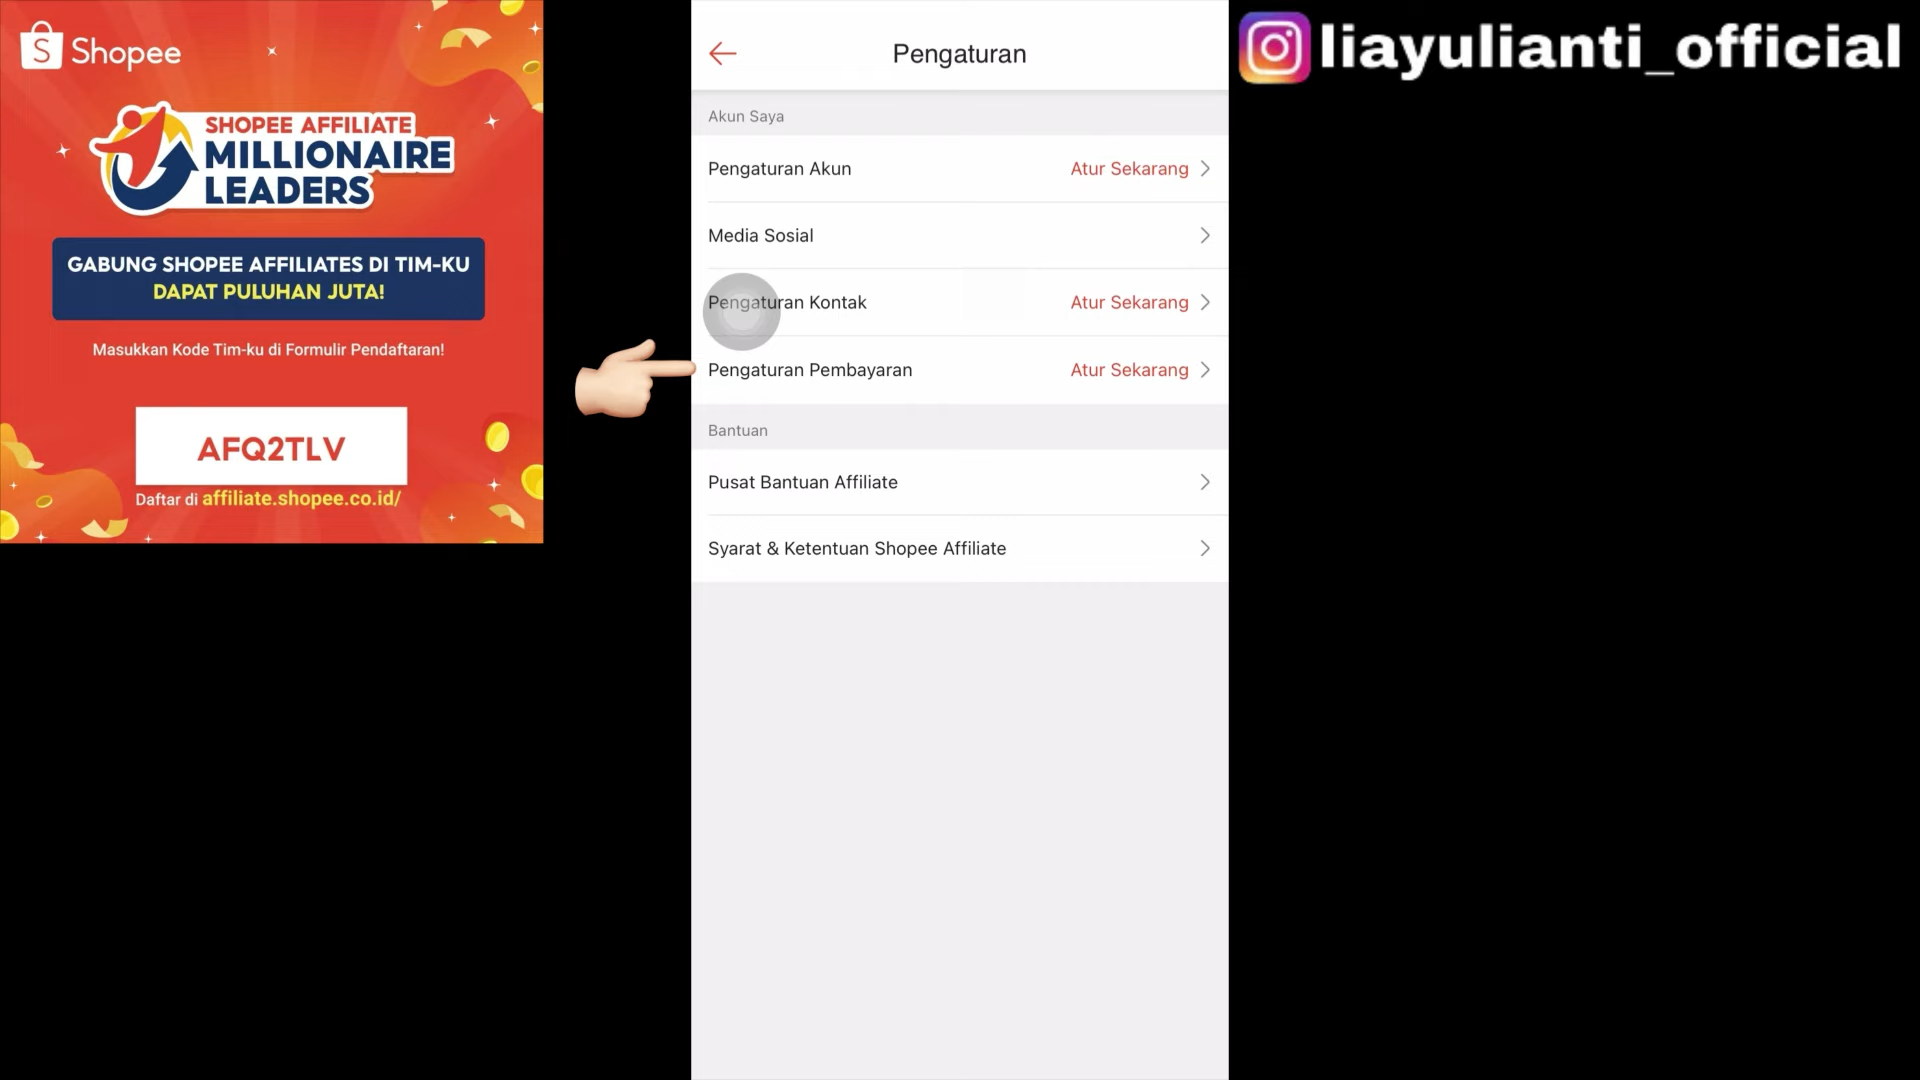 Shopee
SHOPEE AFFILIATE
MILLIONAIRE
LEADERS
GABUNG SHOPEE AFFILIATES DI TIM-KU
DAPAT PULUHAN JUTA!
Masukkan Kode Tim-ku di Formulir Pendaftaran!
AFQ2TLV
Daftar di affiliate.shopee.co.id/
Pengaturan
Akun Saya
Pengaturan Akun Atur Sekarang
Media Sosial
Pengaturan Kontak Atur Sekarang
Pengaturan Pembayaran Atur Sekarang
Bantuan
Pusat Bantuan Affiliate
Syarat & Ketentuan Shopee Affiliate
liayulianti_official